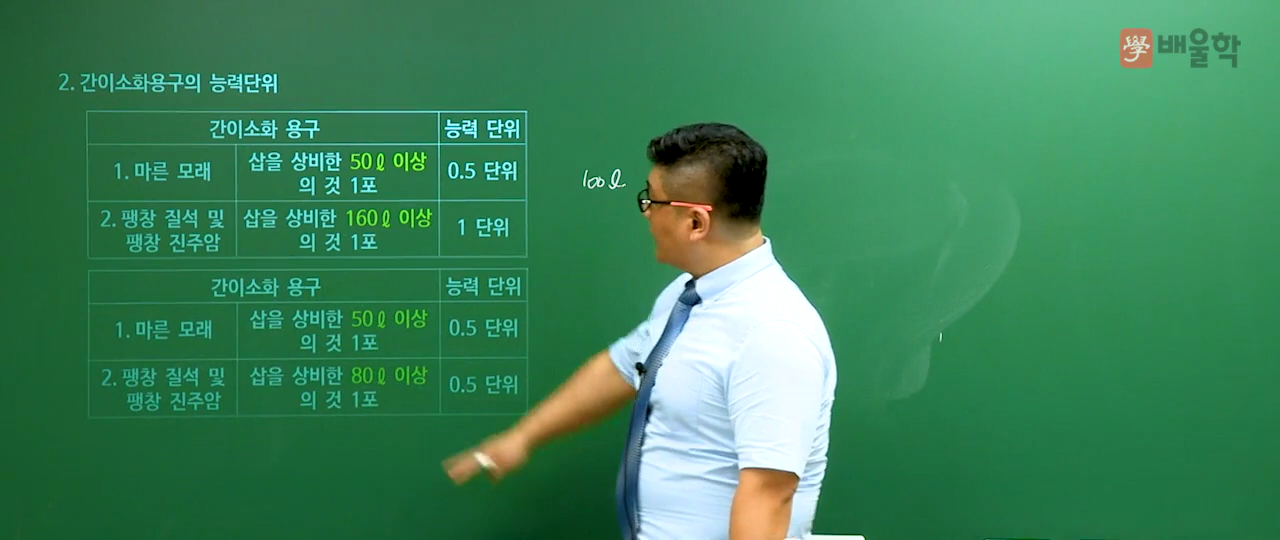 學 배울학
2. 간이소화용구의 능력단위
간이소화 용구 능력 단위
1. 마른 모래 삽을 상비한 50ℓ 이상의 것 1포 0.5 단위
2. 팽창 질석 및 팽창 진주암 삽을 상비한 160ℓ 이상의 것 1포 1 단위
100ℓ
간이소화 용구 능력 단위
1. 마른 모래 삽을 상비한 50ℓ 이상의 것 1포 0.5 단위
2. 팽창 질석 및 팽창 진주암 삽을 상비한 80ℓ 이상의 것 1포 0.5 단위